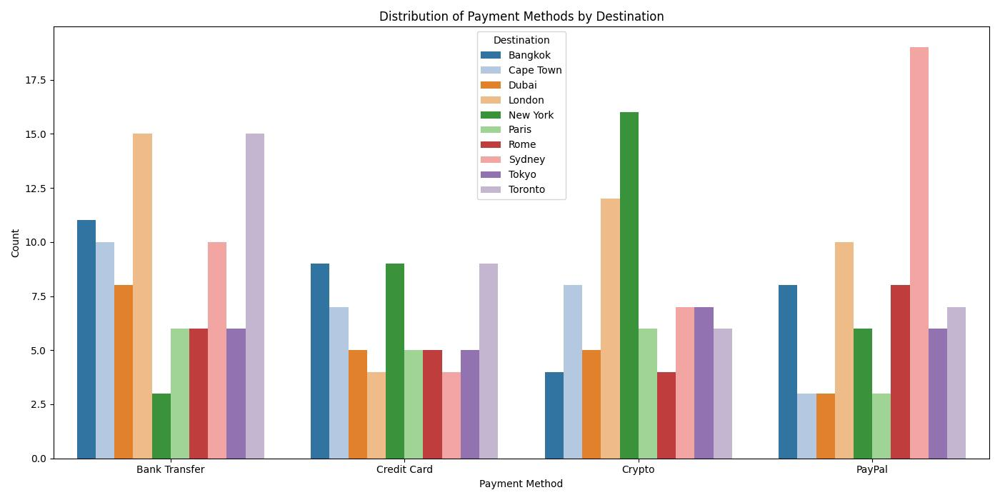 Distribution of Payment Methods by Destination
Destination
Bangkok
Cape Town
Dubai
London
New York
Paris
Rome
Sydney
Tokyo
Toronto
17.5
15.0
12.5
10.0
7.5
5.0
2.5
0.0
Count
Bank Transfer
Credit Card
Crypto
PayPal
Payment Method